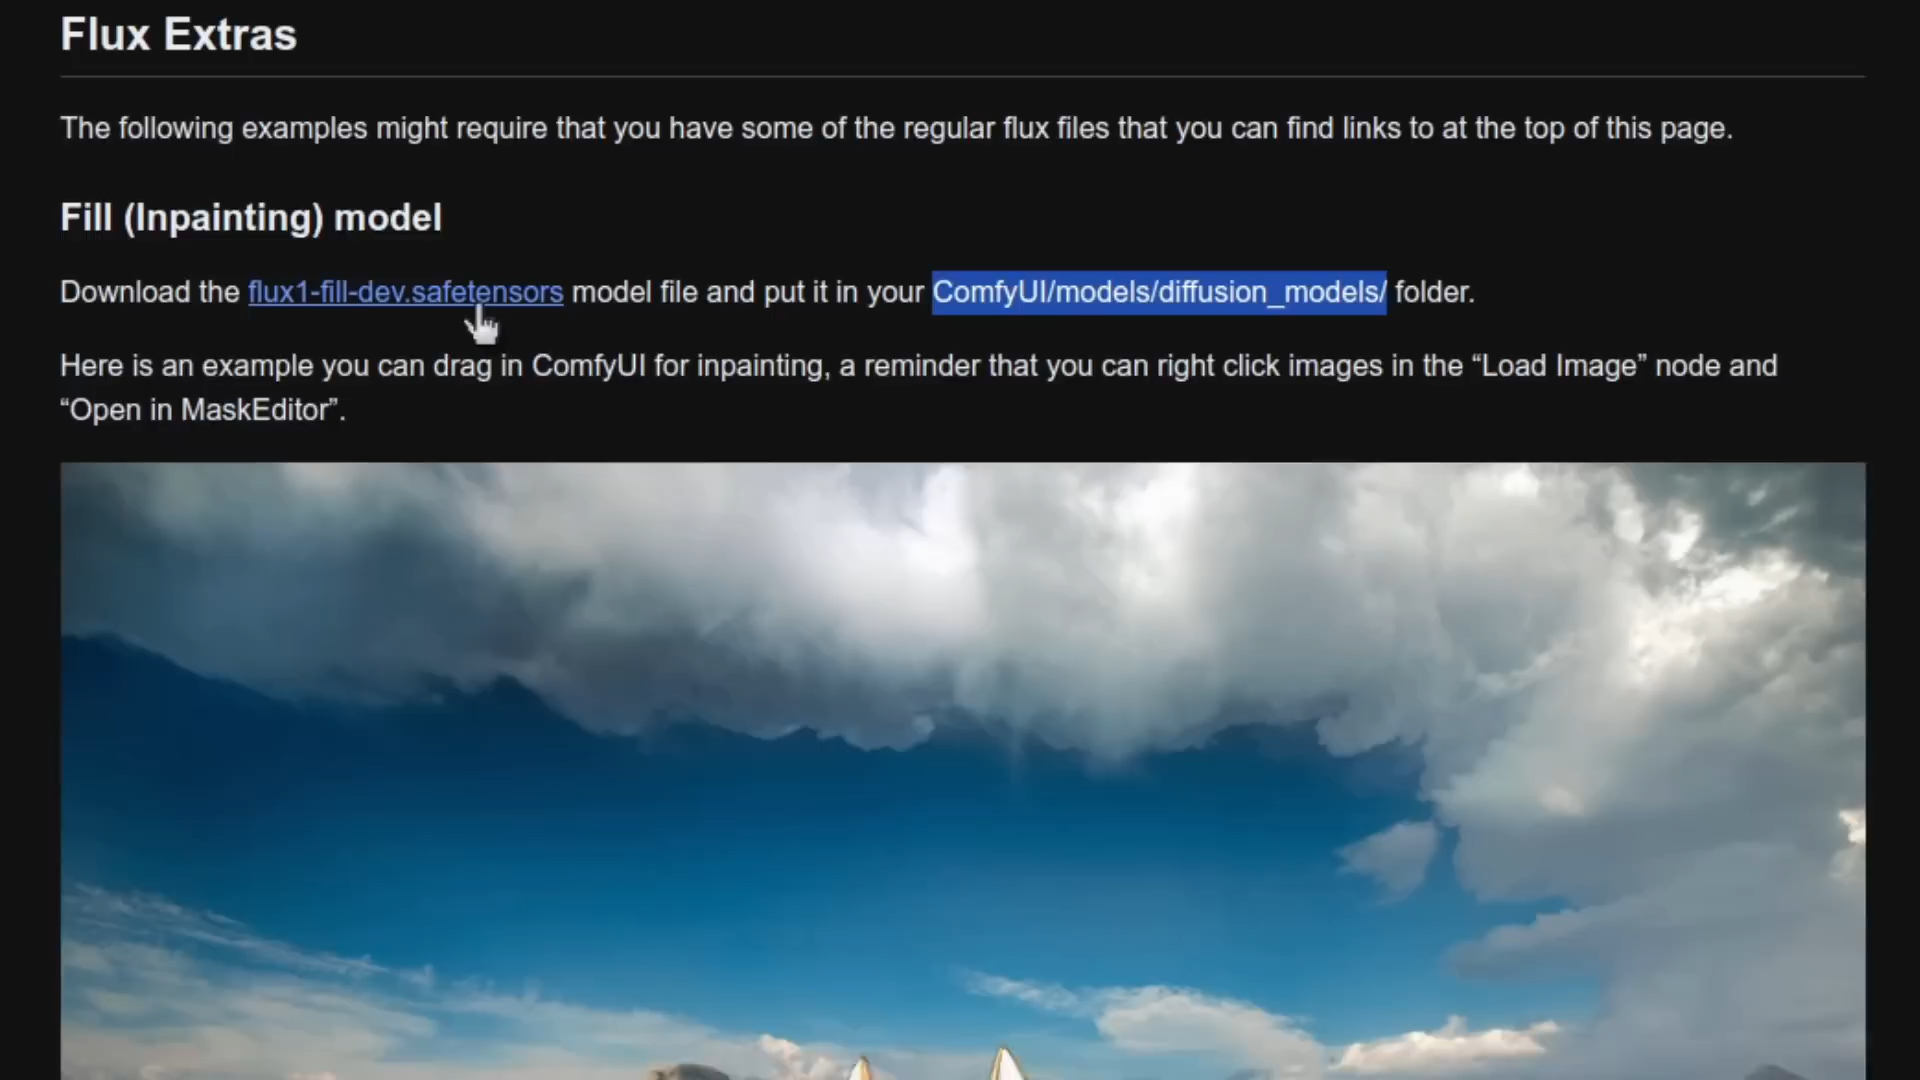 Flux Extras
The following examples might require that you have some of the regular flux files that you can find links to at the top of this page.
Fill (Inpainting) model
Download the flux1-fill-dev.safetensors model file and put it in your ComfyUI/models/diffusion_models/ folder.
Here is an example you can drag in ComfyUI for inpainting, a reminder that you can right click images in the “Load Image” node and
“Open in MaskEditor”.